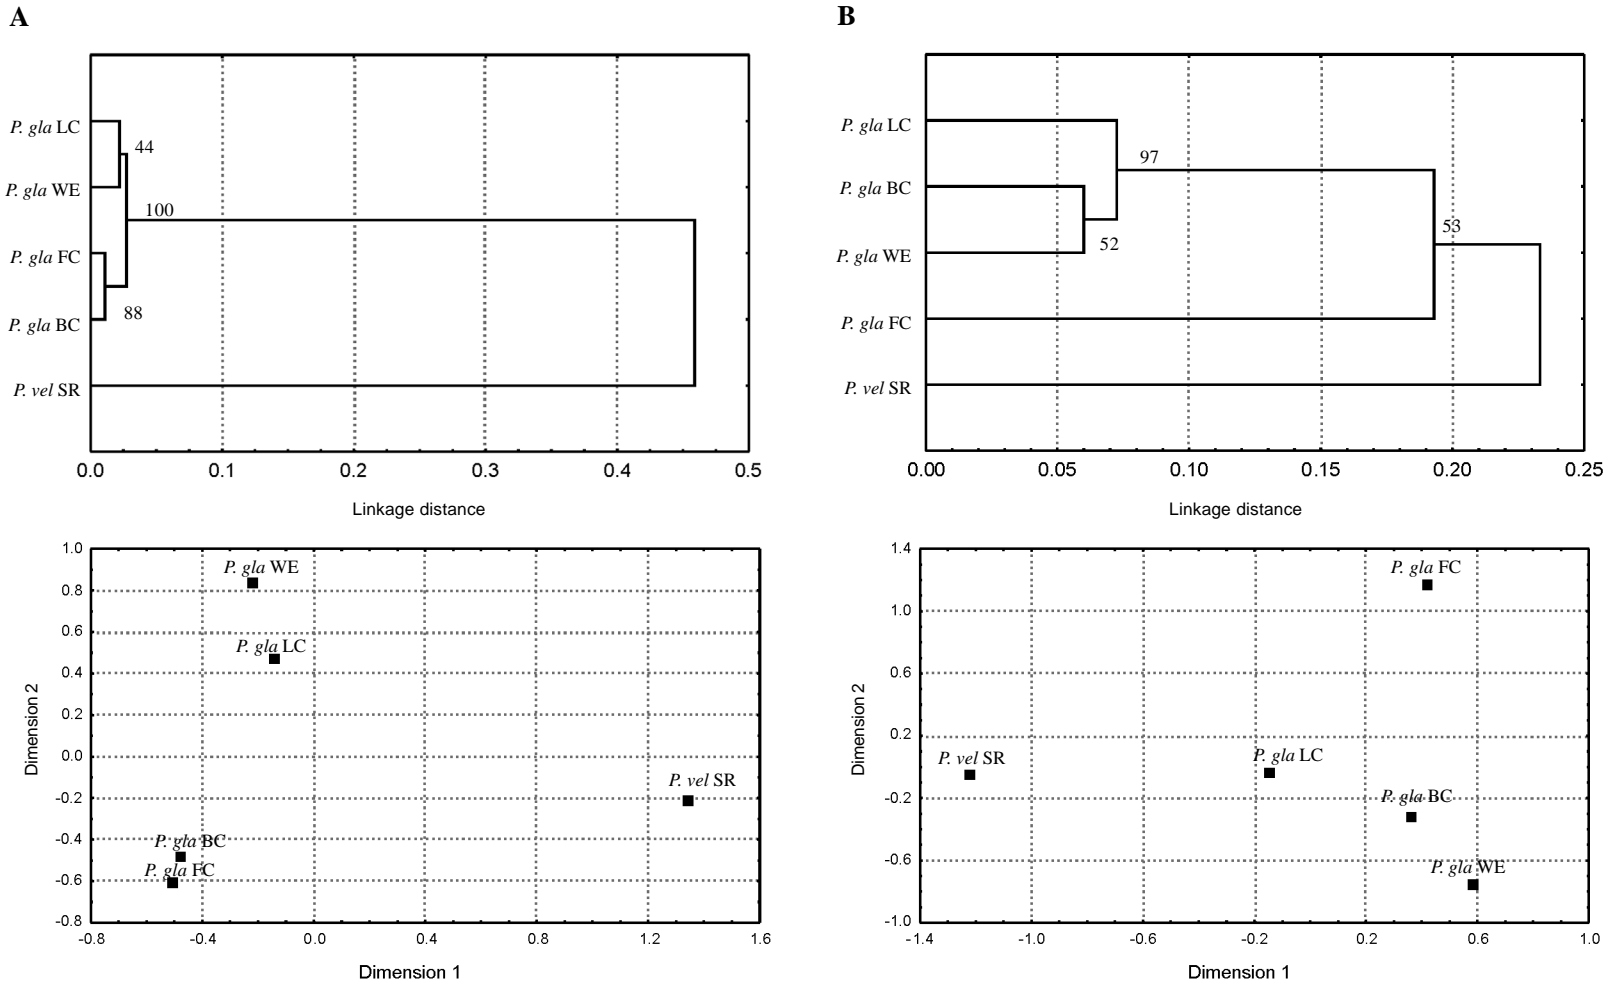 A
P. gla LC
P. gla WE
P. gla FC
P. gla BC
P. vel SR
44
100
88
0.0 0.1 0.2 0.3 0.4 0.5
Linkage distance
B
P. gla LC
P. gla BC
P. gla WE
P. gla FC
P. vel SR
97
53
52
0.00 0.05 0.10 0.15 0.20 0.25
Linkage distance
1.0
0.8
0.6
0.4
0.2
0.0
-0.2
-0.4
-0.6
-0.8
Dimension 2
P. gla WE
P. gla LC
P. vel SR
P. gla BC
P. gla FC
-0.8 -0.4 0.0 0.4 0.8 1.2 1.6
Dimension 1
1.4
1.0
0.6
0.2
-0.2
-0.6
-1.0
Dimension 2
P. gla FC
P. vel SR
P. gla LC
P. gla BC
P. gla WE
-1.4 -1.0 -0.6 -0.2 0.2 0.6 1.0
Dimension 1